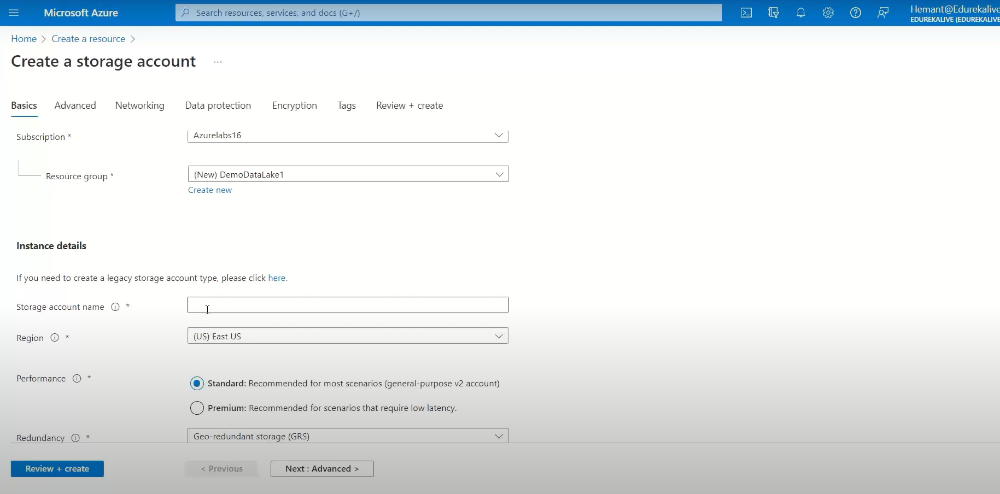 Microsoft Azure
Search resources, services, and docs (G+/)
Hemant@Edurekalive
EDUREKALIVE (EDUREKALIVE
Home > Create a resource >
Create a storage account ...
Basics Advanced Networking Data protection Encryption Tags Review + create
Subscription * Azurelabs16
Resource group * (New) DemoDataLake1
Create new
Instance details
If you need to create a legacy storage account type, please click here.
Storage account name *
Region * (US) East US
Performance * Standard: Recommended for most scenarios (general-purpose v2 account)
Premium: Recommended for scenarios that require low latency.
Redundancy * Geo-redundant storage (GRS)
Review + create < Previous Next : Advanced >